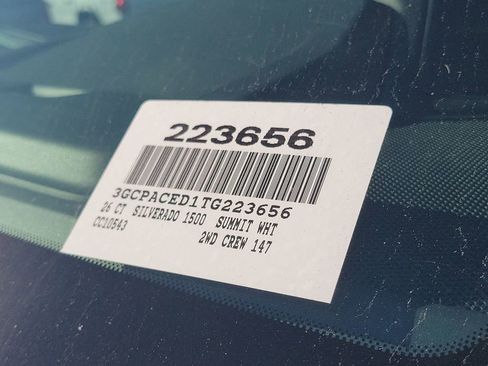 223656
3GCPACED1TG223656
26 CT SILVERADO 1500 SUMMIT WHT
CC10543 2WD CREW 147